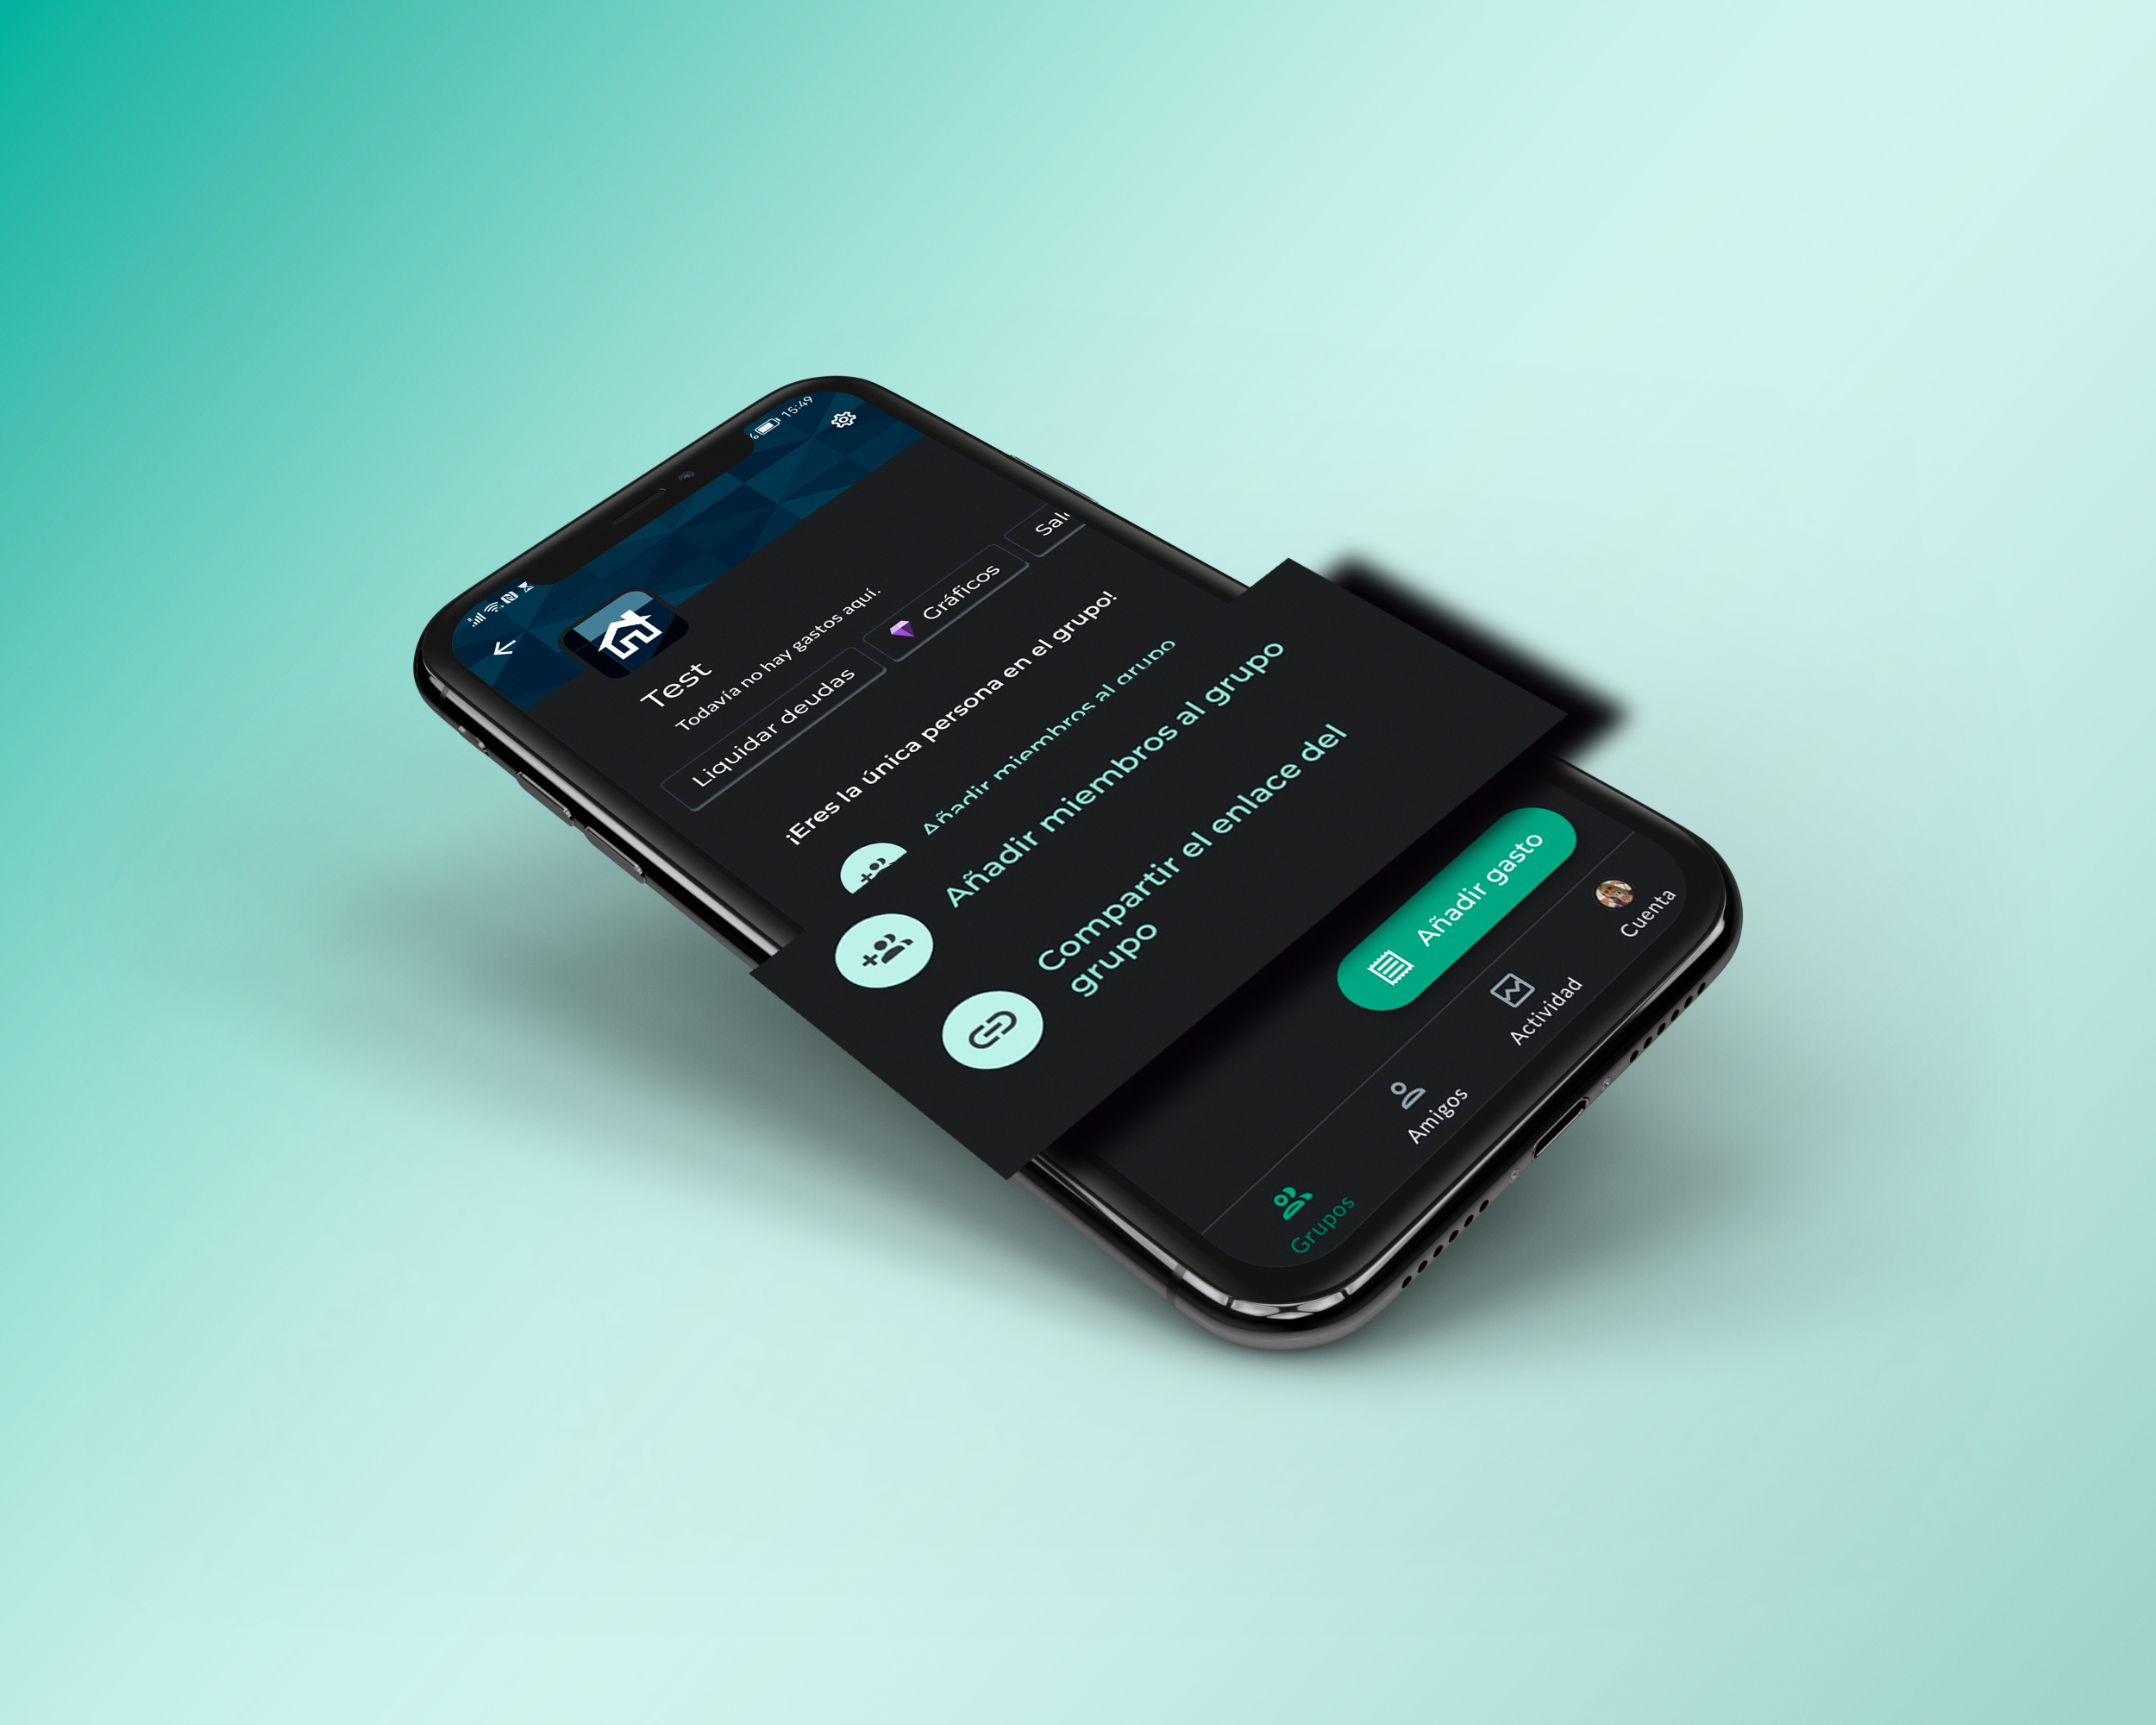 15:49
Test
Todavía no hay gastos aquí.
Liquidar deudas
Gráficos
¡Eres la única persona en el grupo!
Añadir miembros al grupo
Añadir miembros al grupo
Compartir el enlace del
grupo
Añadir gasto
Grupos
Amigos
Actividad
Cuenta